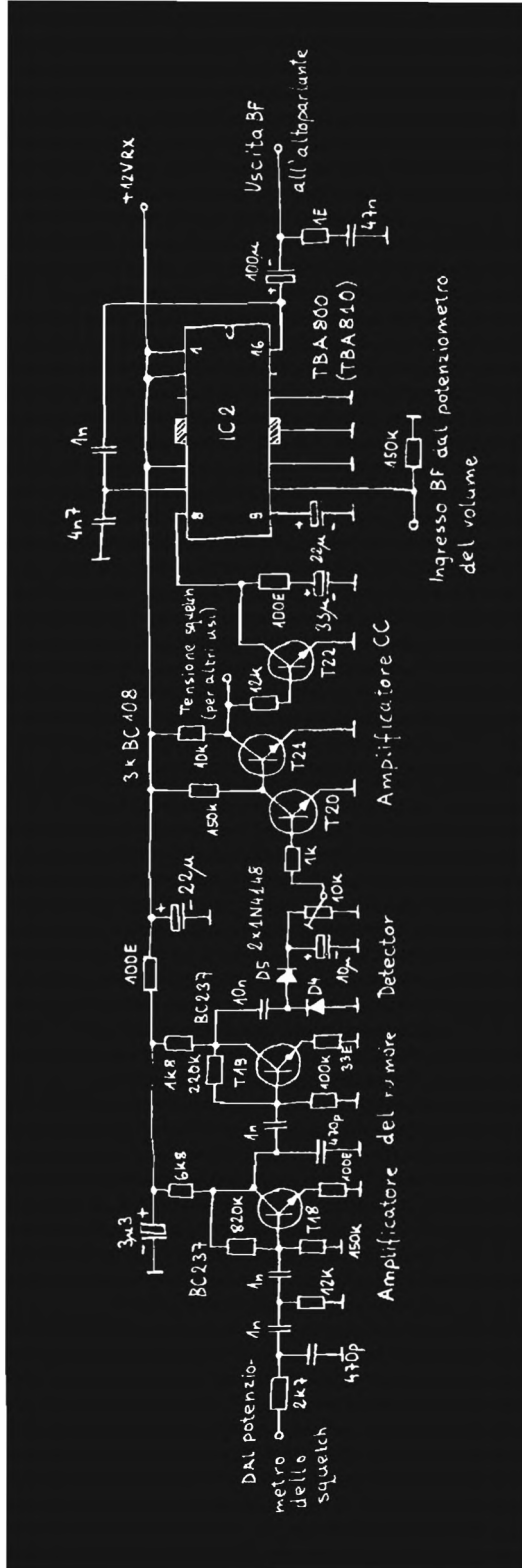 +12VRX
4n7
1n
3 x BC 108
Tensione squelch
(per altri usi)
10k
150k
12k
8
1
IC2
9
16
TBA800
(TBA810)
100μ
+
-
Uscita BF
all'altoparlante
1E
47n
150k
Ingresso BF dal potenziometro
del volume
22μ
+
-
100E
33μ
+
-
T22
T21
T20
Amplificatore CC
1k
10k
100E
+
-22μ
2x1N4148
D5
D4
10μ
+
10n
Detector
BC237
1k8
220k
T19
1n
100k
33E
470p
3μ3
-
+
6k8
BC237
820k
T18
100E
150k
1n
12k
1n
470p
2k7
Amplificatore del rumore
DAl potenzio-
metro
dello
squelch